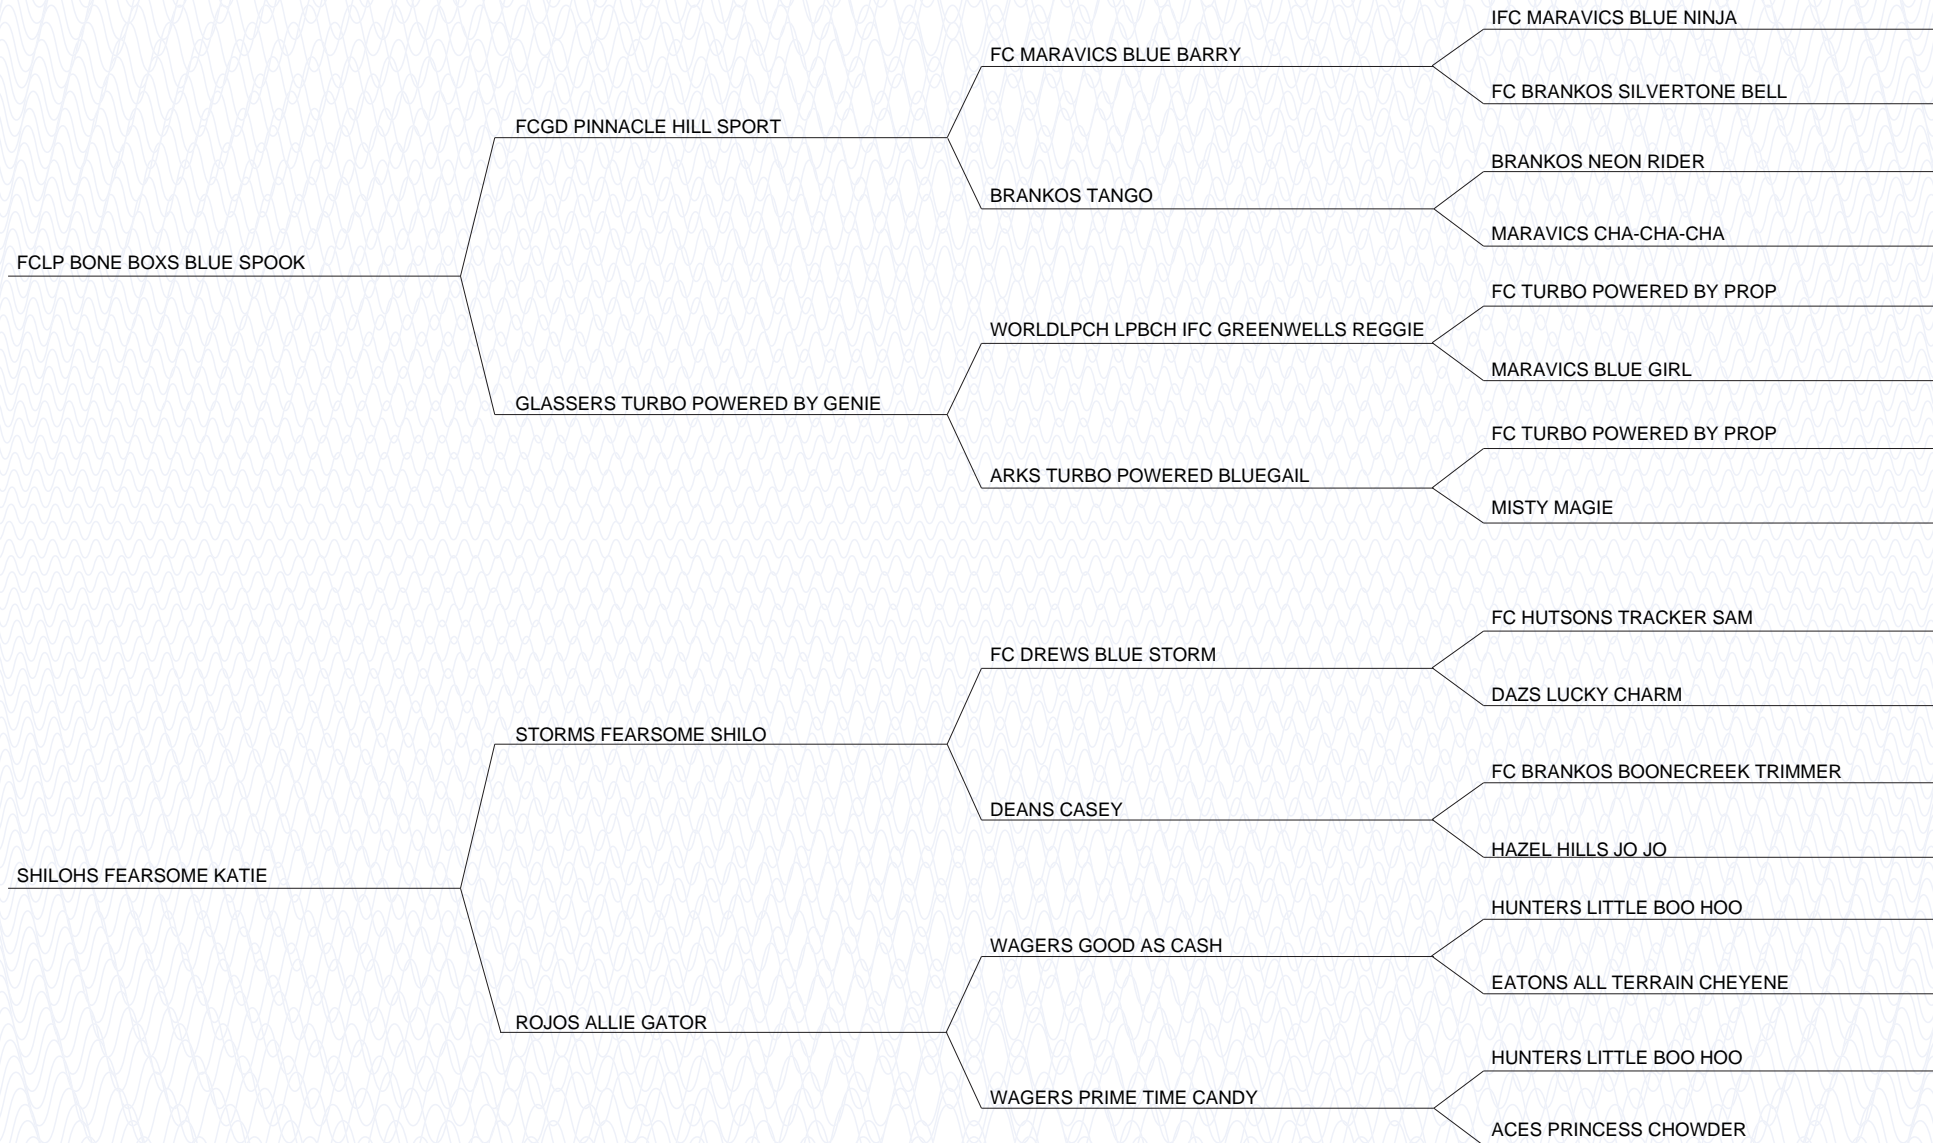 IFC MARAVICS BLUE NINJA
FC MARAVICS BLUE BARRY
FC BRANKOS SILVERTONE BELL
FCGD PINNACLE HILL SPORT
BRANKOS NEON RIDER
BRANKOS TANGO
MARAVICS CHA-CHA-CHA
FCLP BONE BOXS BLUE SPOOK
FC TURBO POWERED BY PROP
WORLDLPCH LPBCH IFC GREENWELLS REGGIE
MARAVICS BLUE GIRL
GLASSERS TURBO POWERED BY GENIE
FC TURBO POWERED BY PROP
ARKS TURBO POWERED BLUEGAIL
MISTY MAGIE
FC HUTSONS TRACKER SAM
FC DREWS BLUE STORM
DAZS LUCKY CHARM
STORMS FEARSOME SHILO
FC BRANKOS BOONECREEK TRIMMER
DEANS CASEY
HAZEL HILLS JO JO
SHILOHS FEARSOME KATIE
HUNTERS LITTLE BOO HOO
WAGERS GOOD AS CASH
EATONS ALL TERRAIN CHEYENE
ROJOS ALLIE GATOR
HUNTERS LITTLE BOO HOO
WAGERS PRIME TIME CANDY
ACES PRINCESS CHOWDER